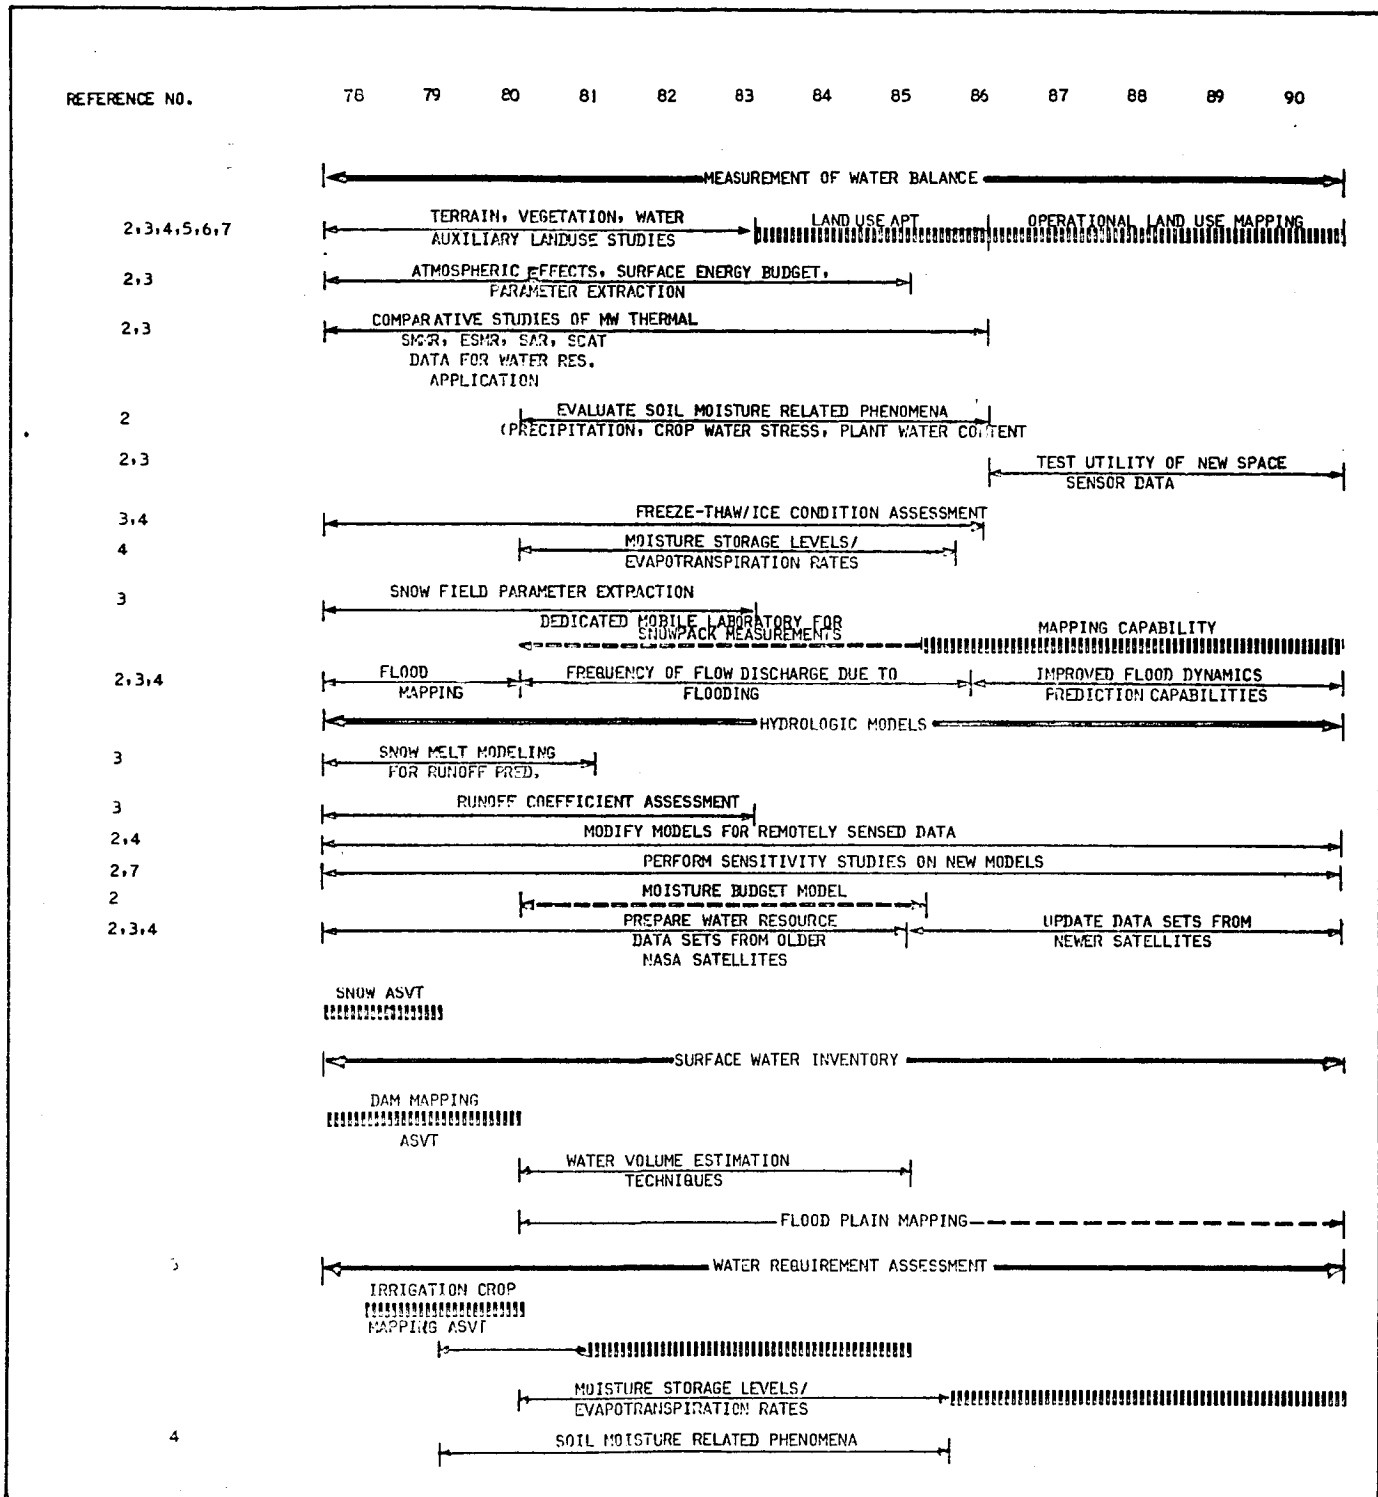 REFERENCE NO. 78 79 80 81 82 83 84 85 86 87 88 89 90
MEASUREMENT OF WATER BALANCE
2,3,4,5,6,7 TERRAIN, VEGETATION, WATER LAND USE APT OPERATIONAL LAND USE MAPPING
AUXILIARY LANDUSE STUDIES
2,3 ATMOSPHERIC EFFECTS, SURFACE ENERGY BUDGET,
PARAMETER EXTRACTION
2,3 COMPARATIVE STUDIES OF MW THERMAL
SMMR, ESMR, SAR, SCAT
DATA FOR WATER RES.
APPLICATION
2 EVALUATE SOIL MOISTURE RELATED PHENOMENA
(PRECIPITATION, CROP WATER STRESS, PLANT WATER CONTENT
2,3 TEST UTILITY OF NEW SPACE
SENSOR DATA
3,4 FREEZE-THAW/ICE CONDITION ASSESSMENT
4 MOISTURE STORAGE LEVELS/
EVAPOTRANSPIRATION RATES
3 SNOW FIELD PARAMETER EXTRACTION
DEDICATED MOBILE LABORATORY FOR
SNOWPACK MEASUREMENTS MAPPING CAPABILITY
2,3,4 FLOOD FREQUENCY OF FLOW DISCHARGE DUE TO IMPROVED FLOOD DYNAMICS
MAPPING FLOODING PREDICTION CAPABILITIES
HYDROLOGIC MODELS
3 SNOW MELT MODELING
FOR RUNOFF PRED.
3 RUNOFF COEFFICIENT ASSESSMENT
2,4 MODIFY MODELS FOR REMOTELY SENSED DATA
2,7 PERFORM SENSITIVITY STUDIES ON NEW MODELS
2 MOISTURE BUDGET MODEL
2,3,4 PREPARE WATER RESOURCE UPDATE DATA SETS FROM
DATA SETS FROM OLDER NEWER SATELLITES
NASA SATELLITES
SNOW ASVT
SURFACE WATER INVENTORY
DAM MAPPING
ASVT
WATER VOLUME ESTIMATION
TECHNIQUES
FLOOD PLAIN MAPPING
WATER REQUIREMENT ASSESSMENT
IRRIGATION CROP
MAPPING ASVT
MOISTURE STORAGE LEVELS/
EVAPOTRANSPIRATION RATES
4 SOIL MOISTURE RELATED PHENOMENA